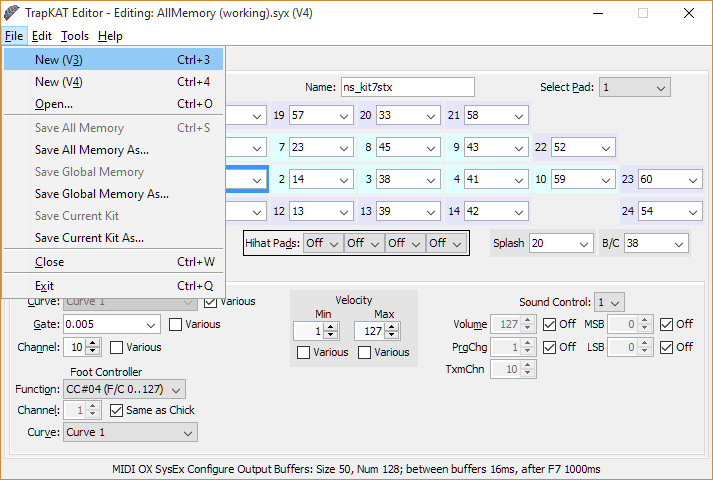 TrapKAT Editor - Editing: AllMemory (working).syx (V4)
File Edit Tools Help
New (V3) Ctrl+3
New (V4) Ctrl+4
Open... Ctrl+O
Save All Memory Ctrl+S
Save All Memory As...
Save Global Memory
Save Global Memory As...
Save Current Kit
Save Current Kit As...
Close Ctrl+W
Exit Ctrl+Q
Name: ns_kit7stx Select Pad: 1
19 57 20 33 21 58
7 23 8 45 9 43 22 52
2 14 3 38 4 41 10 59 23 60
12 13 13 39 14 42 24 54
Hihat Pads: Off Off Off Off Splash 20 B/C 38
Curve: Curve 1 Various
Gate: 0.005 Various
Channel: 10 Various
Foot Controller
Function: CC#04 (F/C 0..127)
Channel: 1 Same as Chick
Curve: Curve 1
Velocity
Min Max
1 127
Various Various
Sound Control: 1
Volume 127 Off MSB 0 Off
PrgChg 1 Off LSB 0 Off
TxmChn 10
MIDI OX SysEx Configure Output Buffers: Size 50, Num 128; between buffers 16ms, after F7 1000ms